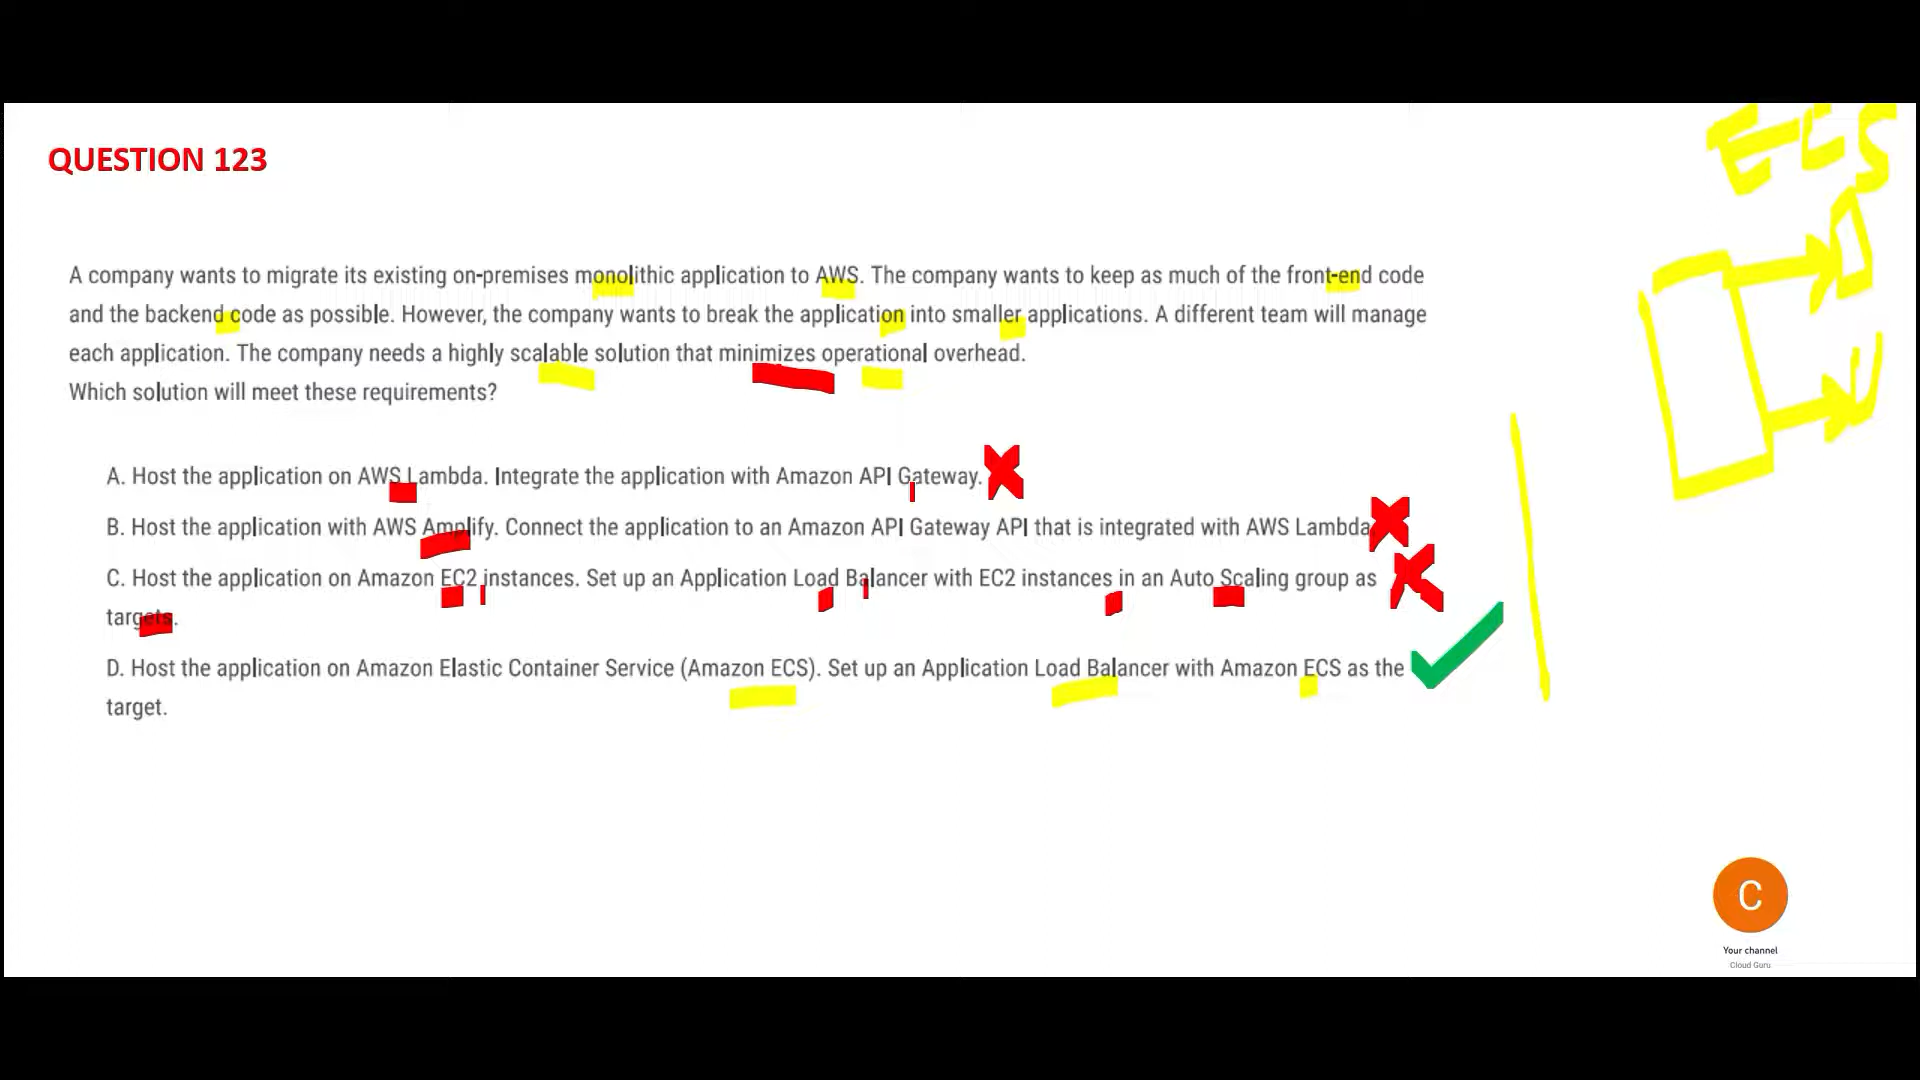 ECS
QUESTION 123
A company wants to migrate its existing on-premises monolithic application to AWS. The company wants to keep as much of the front-end code
and the backend code as possible. However, the company wants to break the application into smaller applications. A different team will manage
each application. The company needs a highly scalable solution that minimizes operational overhead.
Which solution will meet these requirements?
A. Host the application on AWS Lambda. Integrate the application with Amazon API Gateway.
B. Host the application with AWS Amplify. Connect the application to an Amazon API Gateway API that is integrated with AWS Lambda
C. Host the application on Amazon EC2 instances. Set up an Application Load Balancer with EC2 instances in an Auto Scaling group as
targets.
D. Host the application on Amazon Elastic Container Service (Amazon ECS). Set up an Application Load Balancer with Amazon ECS as the
target.
C
Your channel
Cloud Guru